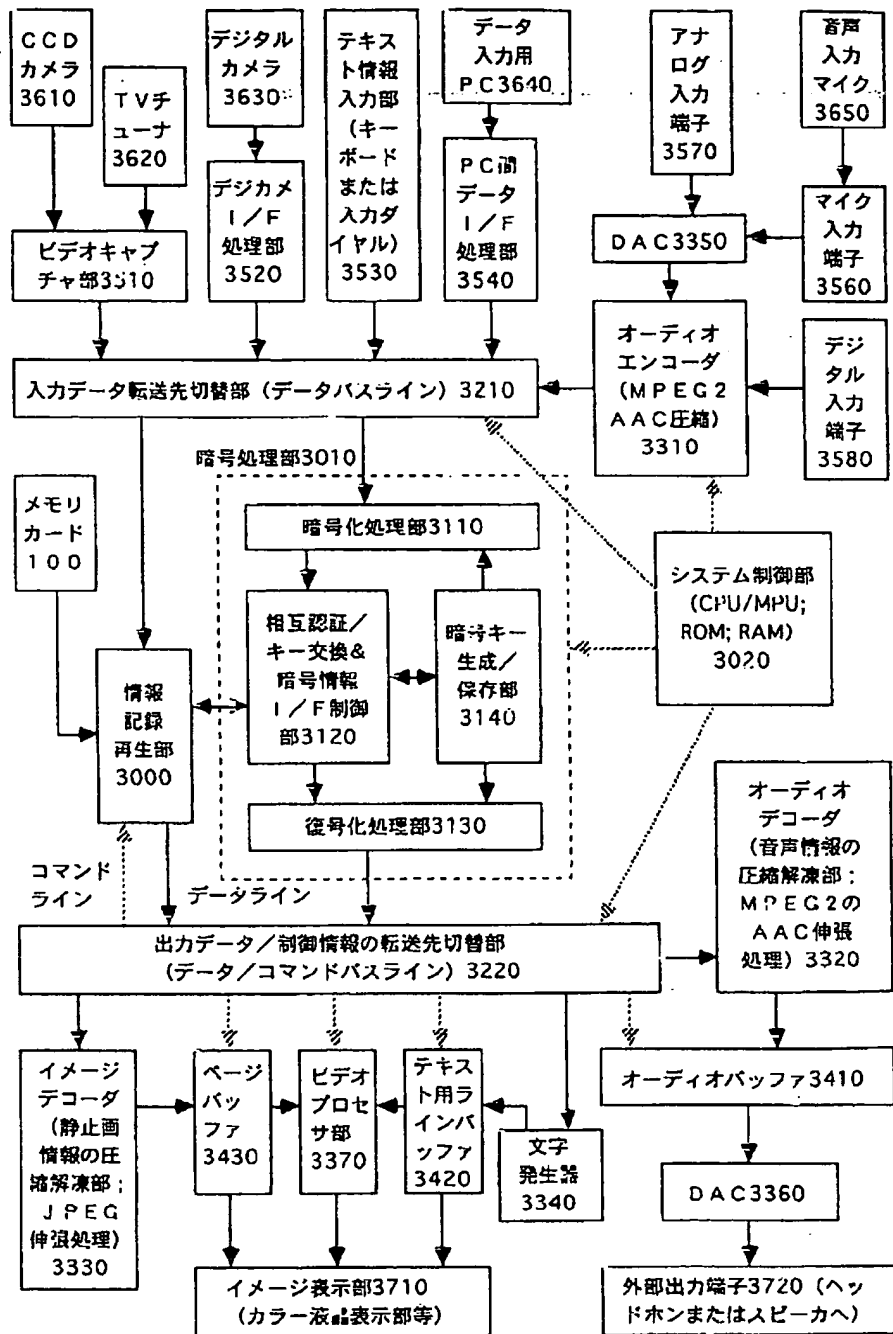 CCD
カメラ
3610
TVチ
ューナ
3620
デジタル
カメラ
3630
テキス
ト情報
入力部
(キー
ボード
または
入力ダ
イヤル)
3530
データ
入力用
PC3640
アナ
ログ
入力
端子
3570
音声
入力
マイク
3650
ビデオキャプ
チャ部3510
デジカメ
I/F
処理部
3520
PC間
データ
I/F
処理部
3540
DAC3350
マイク
入力
端子
3560
オーディオ
エンコーダ
(MPEG2
AAC圧縮)
3310
デジ
タル
入力
端子
3580
入力データ転送先切替部(データバスライン)3210
暗号処理部3010
メモリ
カード
100
暗号化処理部3110
システム制御部
(CPU/MPU;
ROM; RAM)
3020
相互認証/
キー交換&
暗号情報
I/F制御
部3120
暗号キー
生成/
保存部
3140
情報
記録
再生部
3000
復号化処理部3130
オーディオ
デコーダ
(音声情報の
圧縮解凍部;
MPEG2の
AAC伸張
処理)3320
コマンド
ライン
データライン
出力データ/制御情報の転送先切替部
(データ/コマンドバスライン)3220
イメージ
デコーダ
(静止画
情報の圧
縮解凍部;
JPEG
伸張処理)
3330
ページ
バッ
ファ
3430
ビデオ
プロセ
サ部
3370
テキス
ト用ラ
インバ
ッファ
3420
文字
発生器
3340
オーディオバッファ3410
DAC3360
イメージ表示部3710
(カラー液晶表示部等)
外部出力端子3720(ヘッ
ドホンまたはスピーカへ)